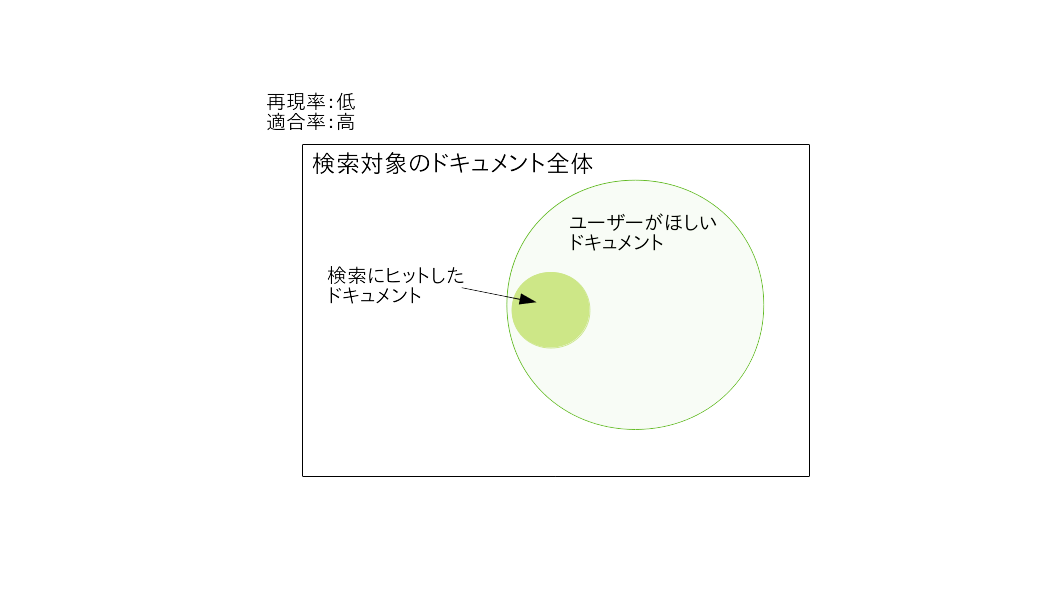 再現率：低
適合率：高
検索対象のドキュメント全体
ユーザーがほしい
ドキュメント
検索にヒットした
ドキュメント